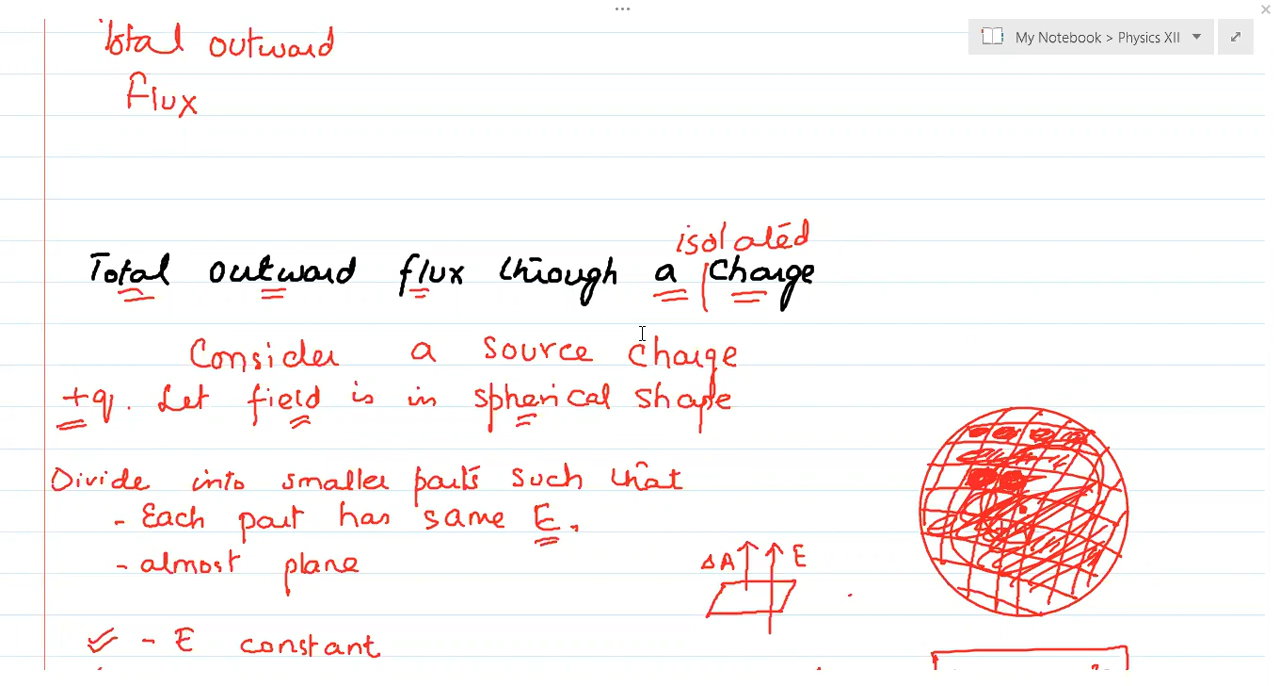 Total outward
flux
My Notebook > Physics XII
isolated
Total outward flux through a charge
Consider a source charge
+q. Let field is in spherical shape
Divide into smaller parts such that
- Each part has same E.
- almost plane
ΔA E
- E constant